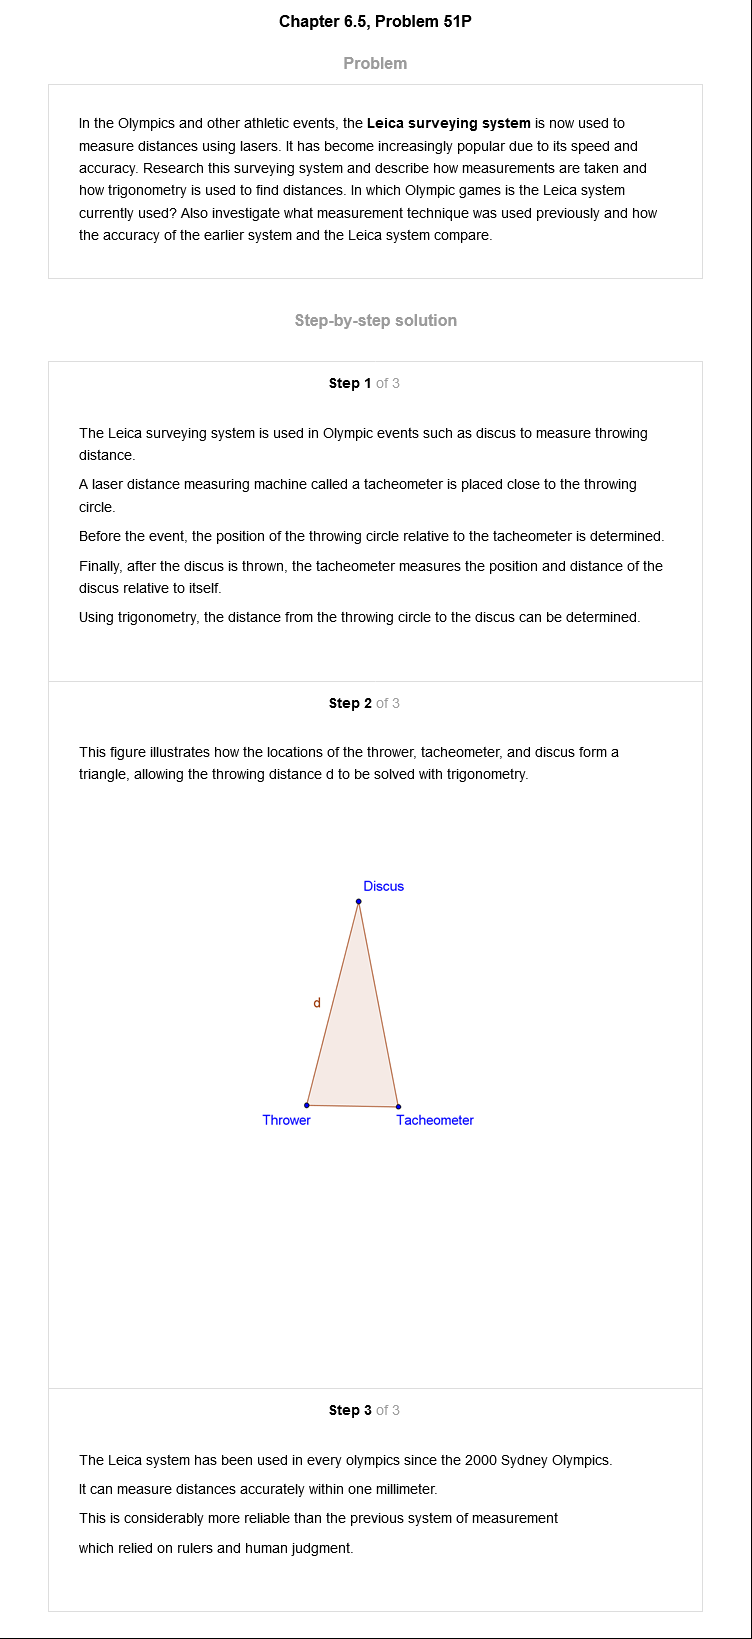 Chapter 6.5, Problem 51P
Problem
In the Olympics and other athletic events, the Leica surveying system is now used to
measure distances using lasers. It has become increasingly popular due to its speed and
accuracy. Research this surveying system and describe how measurements are taken and
how trigonometry is used to find distances. In which Olympic games is the Leica system
currently used? Also investigate what measurement technique was used previously and how
the accuracy of the earlier system and the Leica system compare.
Step-by-step solution
Step 1 of 3
The Leica surveying system is used in Olympic events such as discus to measure throwing
distance.
A laser distance measuring machine called a tacheometer is placed close to the throwing
circle.
Before the event, the position of the throwing circle relative to the tacheometer is determined.
Finally, after the discus is thrown, the tacheometer measures the position and distance of the
discus relative to itself.
Using trigonometry, the distance from the throwing circle to the discus can be determined.
Step 2 of 3
This figure illustrates how the locations of the thrower, tacheometer, and discus form a
triangle, allowing the throwing distance d to be solved with trigonometry.
Discus
d
Thrower
Tacheometer
Step 3 of 3
The Leica system has been used in every olympics since the 2000 Sydney Olympics.
It can measure distances accurately within one millimeter.
This is considerably more reliable than the previous system of measurement
which relied on rulers and human judgment.